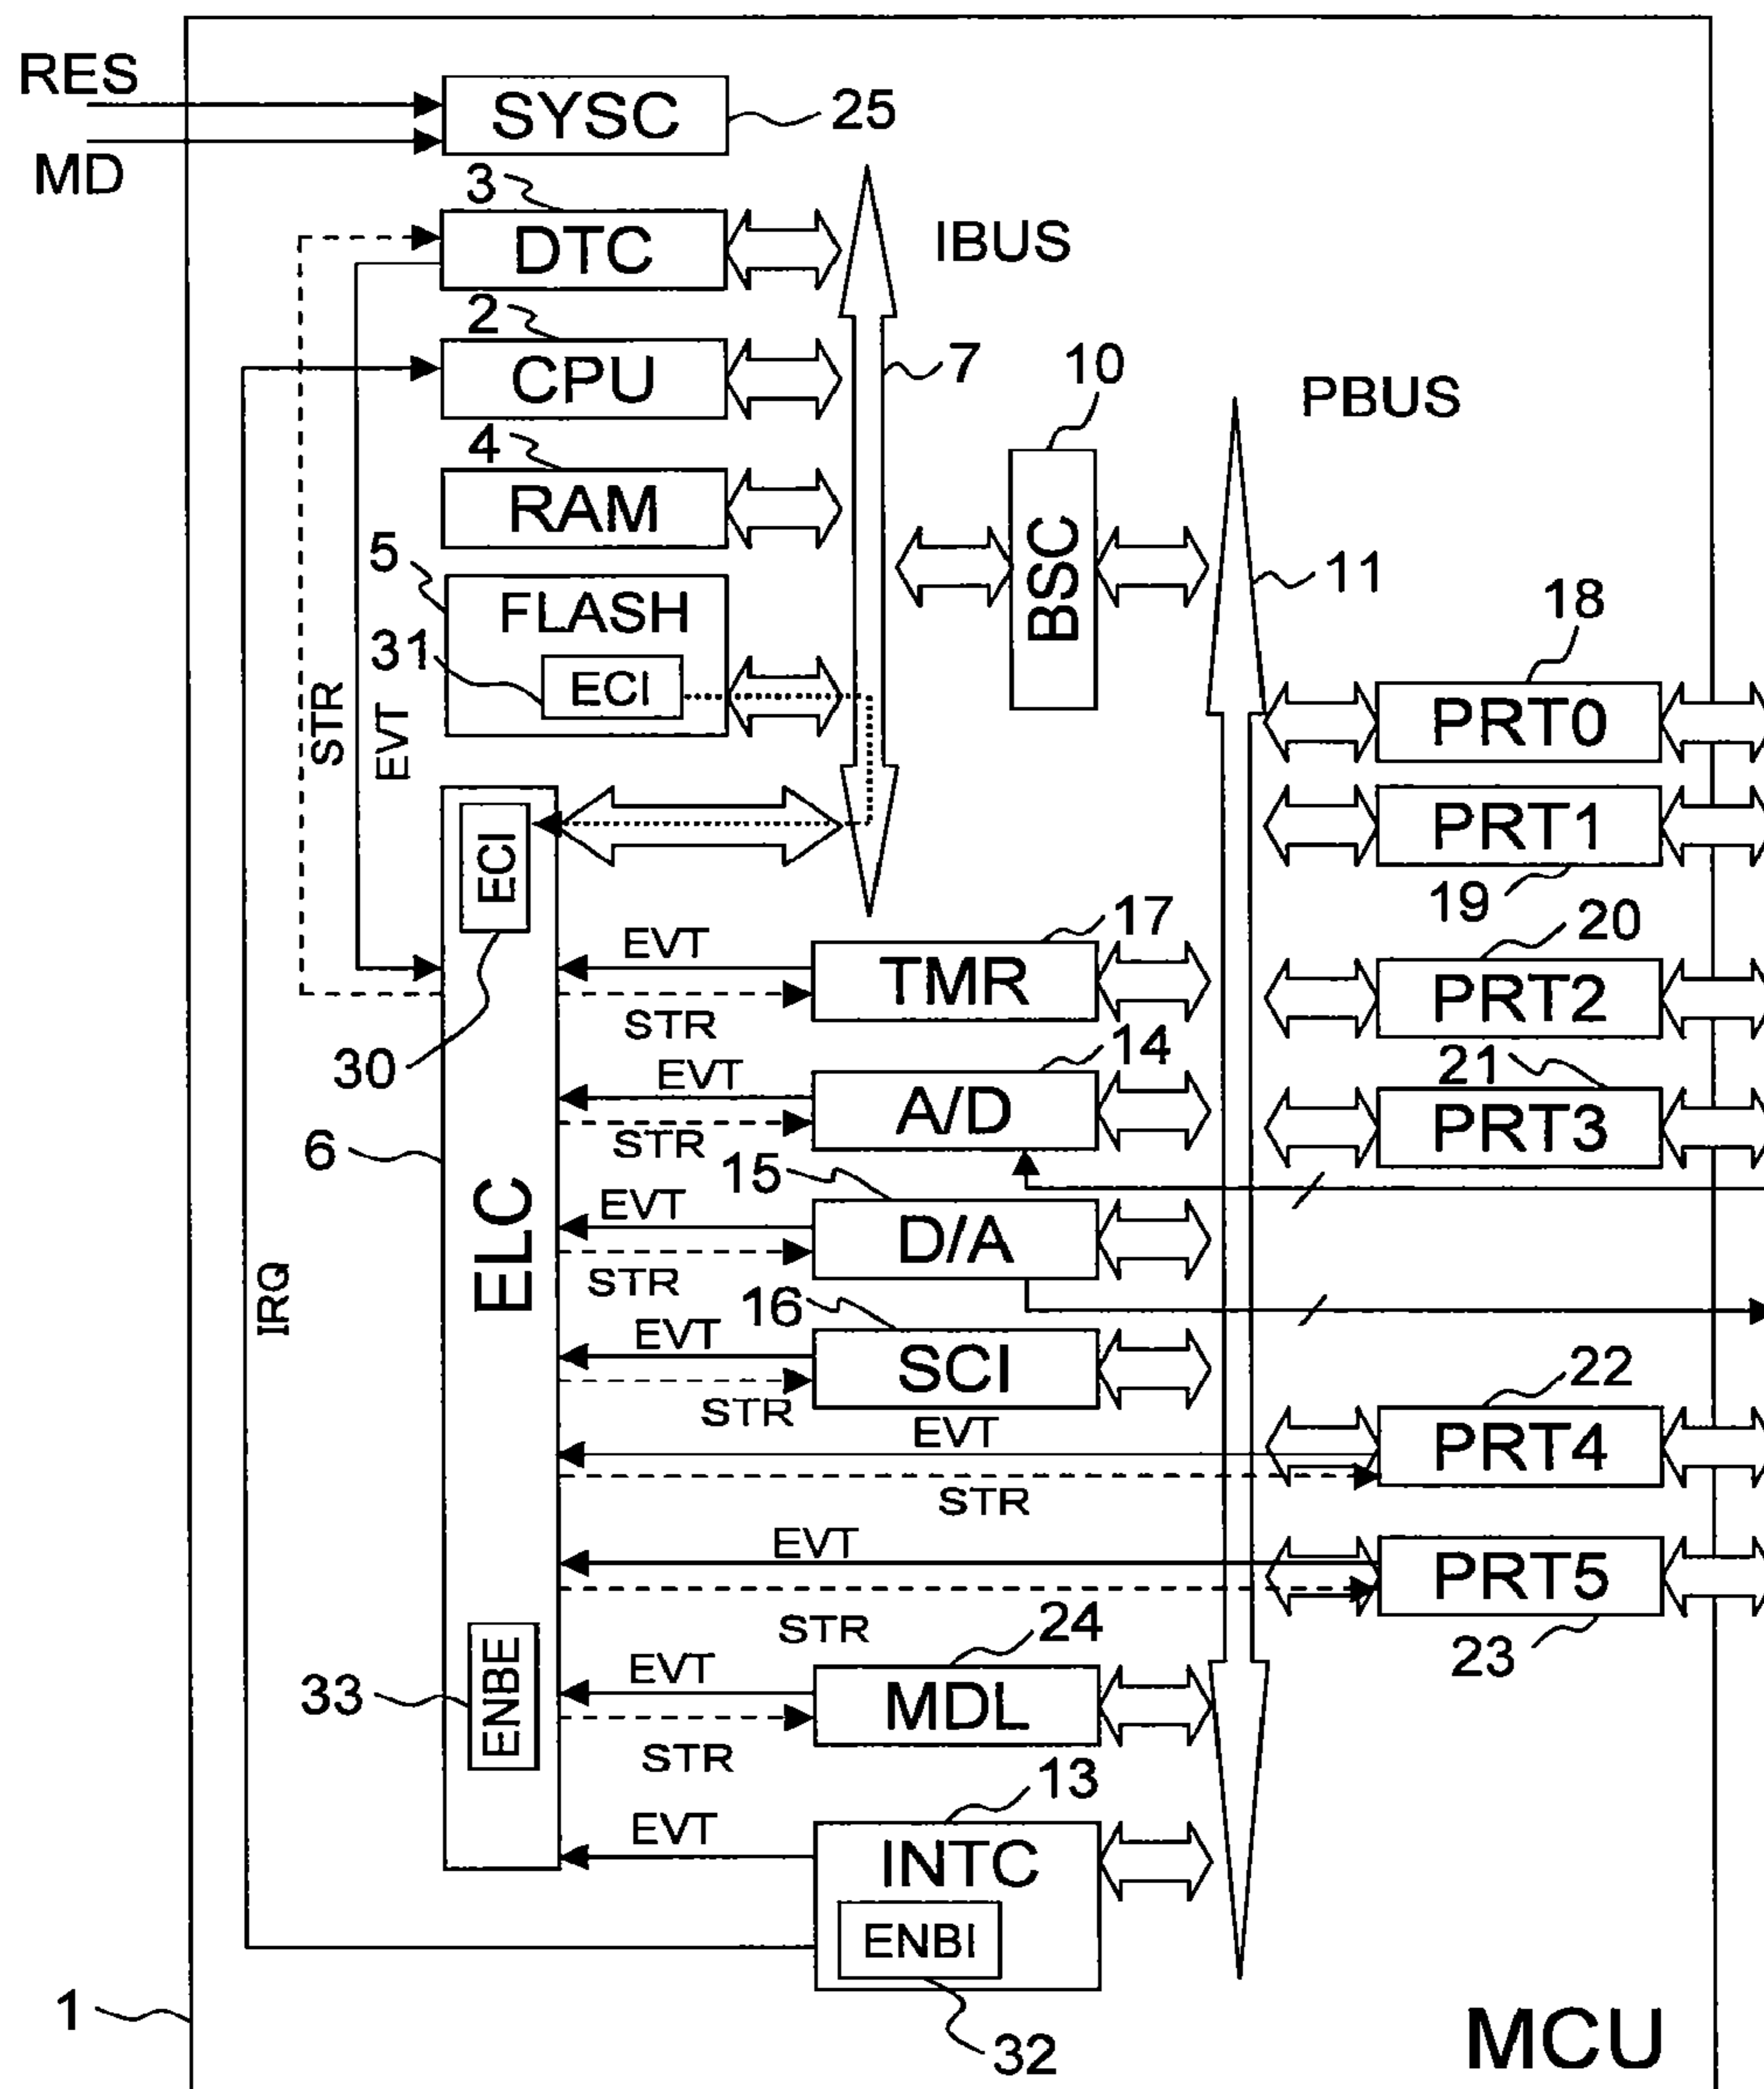 RES
SYSC
25
MD
3
DTC
IBUS
2
CPU
7
10
PBUS
4
RAM
BSC
11
5
FLASH
31
ECI
18
PRT0
STR
EVT
ECI
PRT1
19
17
EVT
TMR
STR
20
PRT2
30
14
EVT
A/D
STR
21
PRT3
6
ELC
15
EVT
D/A
STR
IRQ
16
EVT
SCI
STR
22
EVT
PRT4
STR
EVT
PRT5
STR
23
24
33
ENBE
EVT
MDL
STR
13
EVT
INTC
ENBI
32
1
MCU